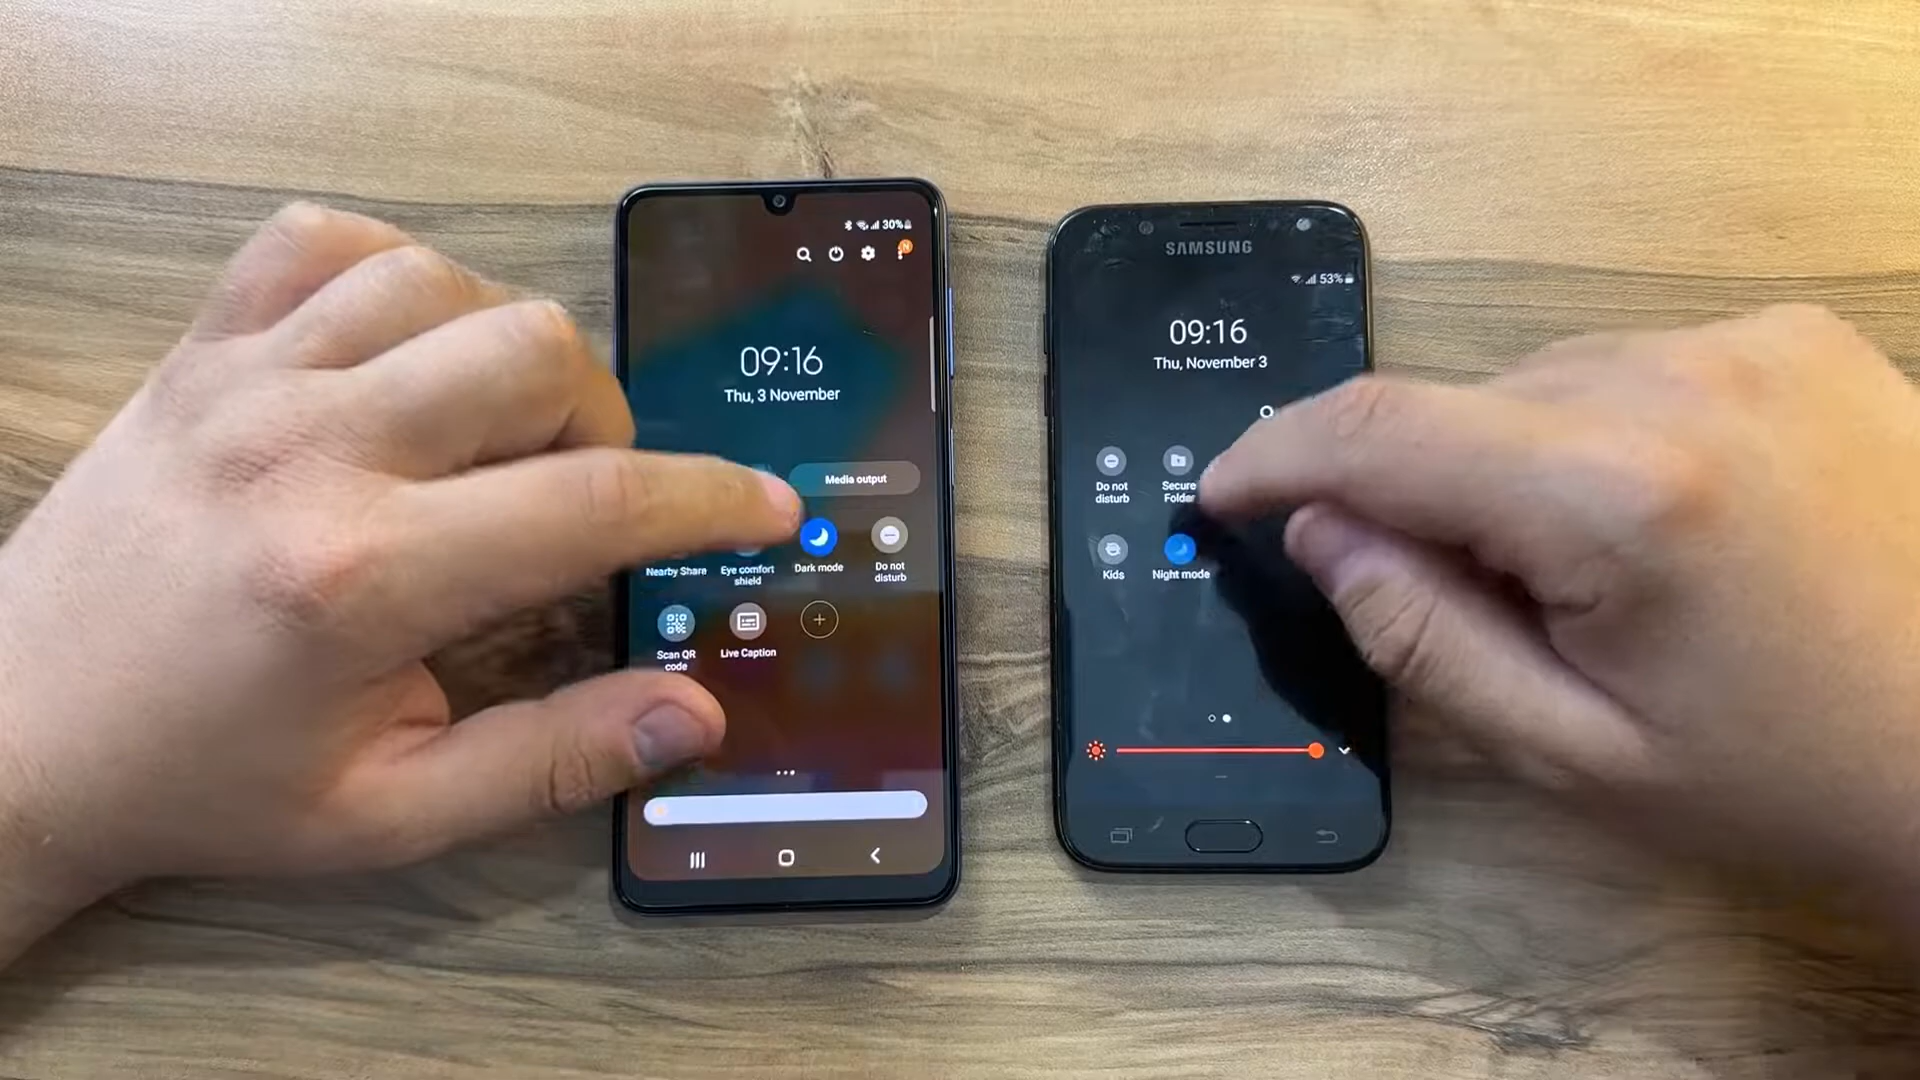 30%
N
09:16
Thu, 3 November
Media output
Nearby Share
Eye comfort
shield
Dark mode
Do not
disturb
Scan QR
code
Live Caption
SAMSUNG
53%
09:16
Thu, November 3
Do not
disturb
Secure
Folder
Kids
Night mode